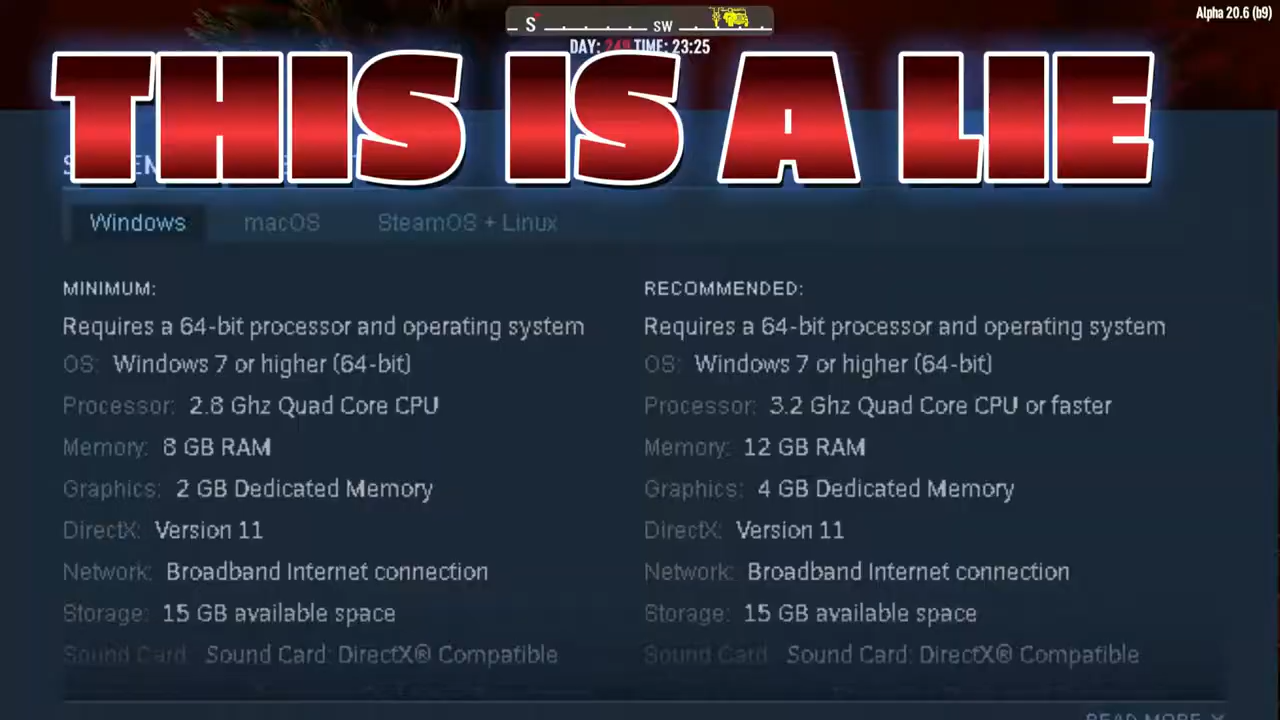 Alpha 20.6 (b9)
S SW
DAY: TIME: 23:25
THIS IS A LIE
Windows macOS SteamOS + Linux
MINIMUM:
Requires a 64-bit processor and operating system
OS: Windows 7 or higher (64-bit)
Processor: 2.8 Ghz Quad Core CPU
Memory: 8 GB RAM
Graphics: 2 GB Dedicated Memory
DirectX: Version 11
Network: Broadband Internet connection
Storage: 15 GB available space
Sound Card: Sound Card: DirectX® Compatible
RECOMMENDED:
Requires a 64-bit processor and operating system
OS: Windows 7 or higher (64-bit)
Processor: 3.2 Ghz Quad Core CPU or faster
Memory: 12 GB RAM
Graphics: 4 GB Dedicated Memory
DirectX: Version 11
Network: Broadband Internet connection
Storage: 15 GB available space
Sound Card: Sound Card: DirectX® Compatible
READ MORE